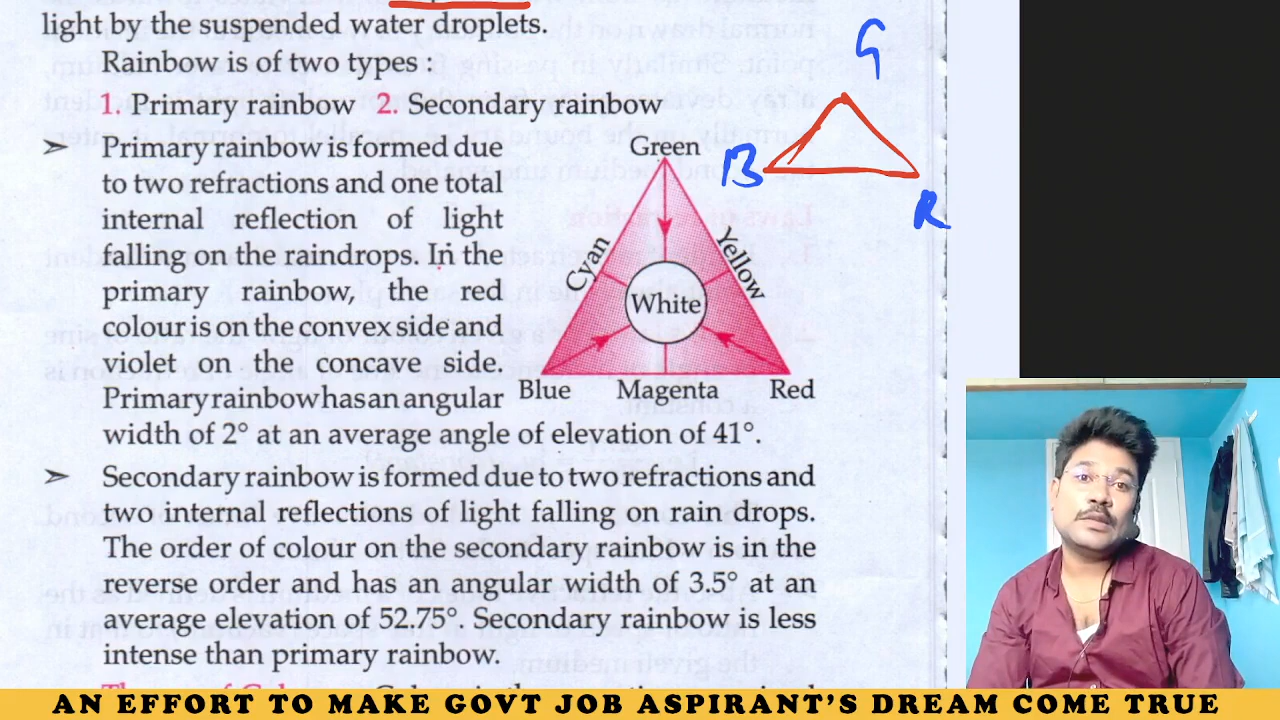 light by the suspended water droplets.
Rainbow is of two types :
1. Primary rainbow 2. Secondary rainbow
➢ Primary rainbow is formed due
to two refractions and one total
internal reflection of light
falling on the raindrops. In the
primary rainbow, the red
colour is on the convex side and
violet on the concave side.
Primary rainbow has an angular
width of 2° at an average angle of elevation of 41°.
Green
Cyan
Yellow
White
Blue Magenta Red
G
B
R
➢ Secondary rainbow is formed due to two refractions and
two internal reflections of light falling on rain drops.
The order of colour on the secondary rainbow is in the
reverse order and has an angular width of 3.5° at an
average elevation of 52.75°. Secondary rainbow is less
intense than primary rainbow.
AN EFFORT TO MAKE GOVT JOB ASPIRANT'S DREAM COME TRUE